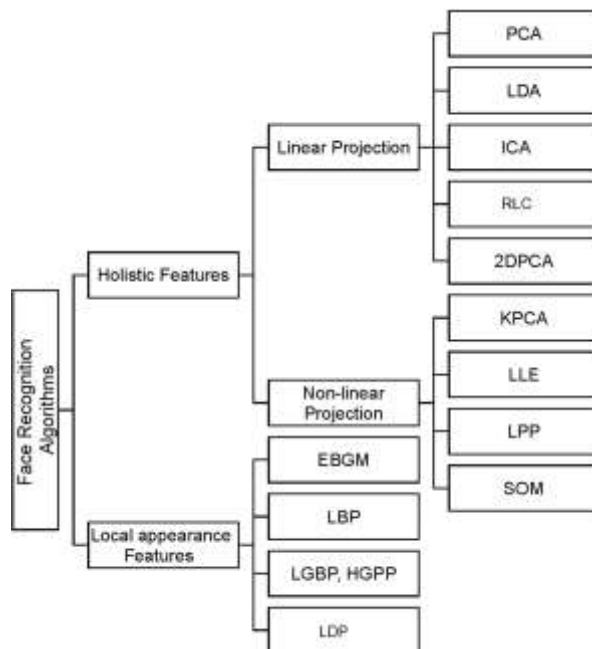 Face Recognition
Algorithms
Holistic Features
Linear Projection
PCA
LDA
ICA
RLC
2DPCA
Non-linear
Projection
KPCA
LLE
LPP
SOM
Local appearance
Features
EBGM
LBP
LGBP, HGPP
LDP